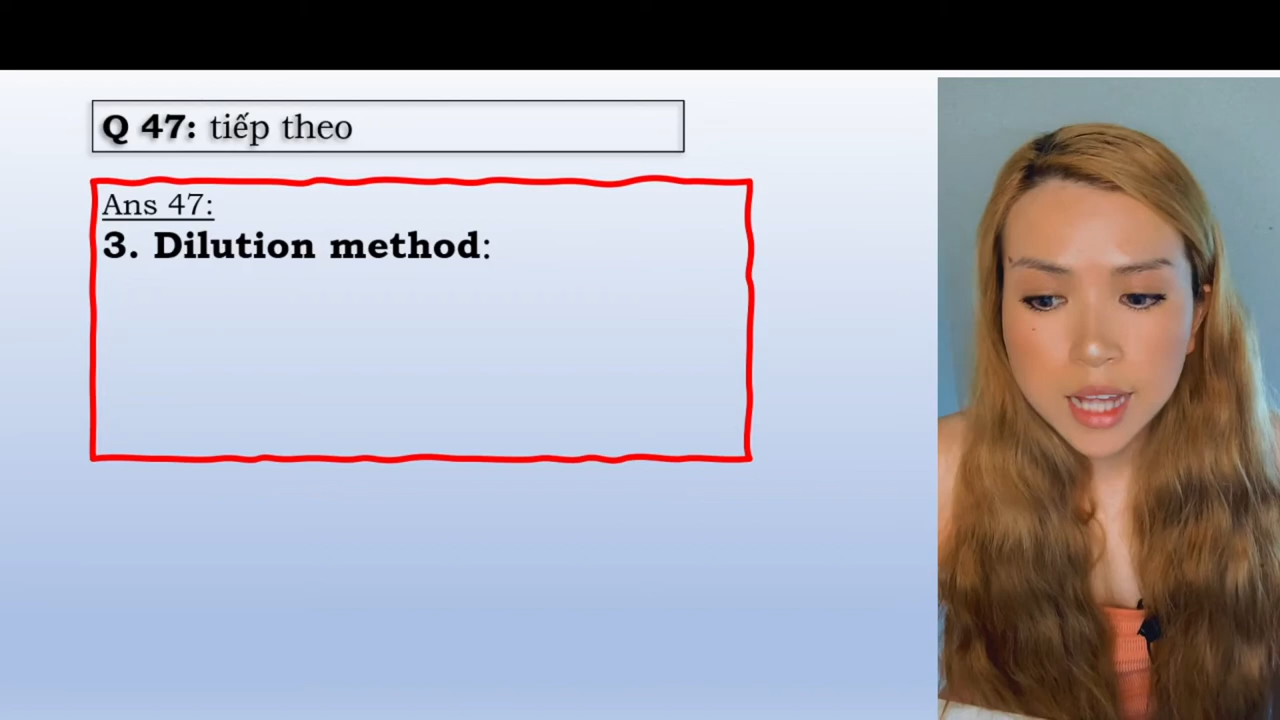 Q 47: tiếp theo
Ans 47:
3. Dilution method: